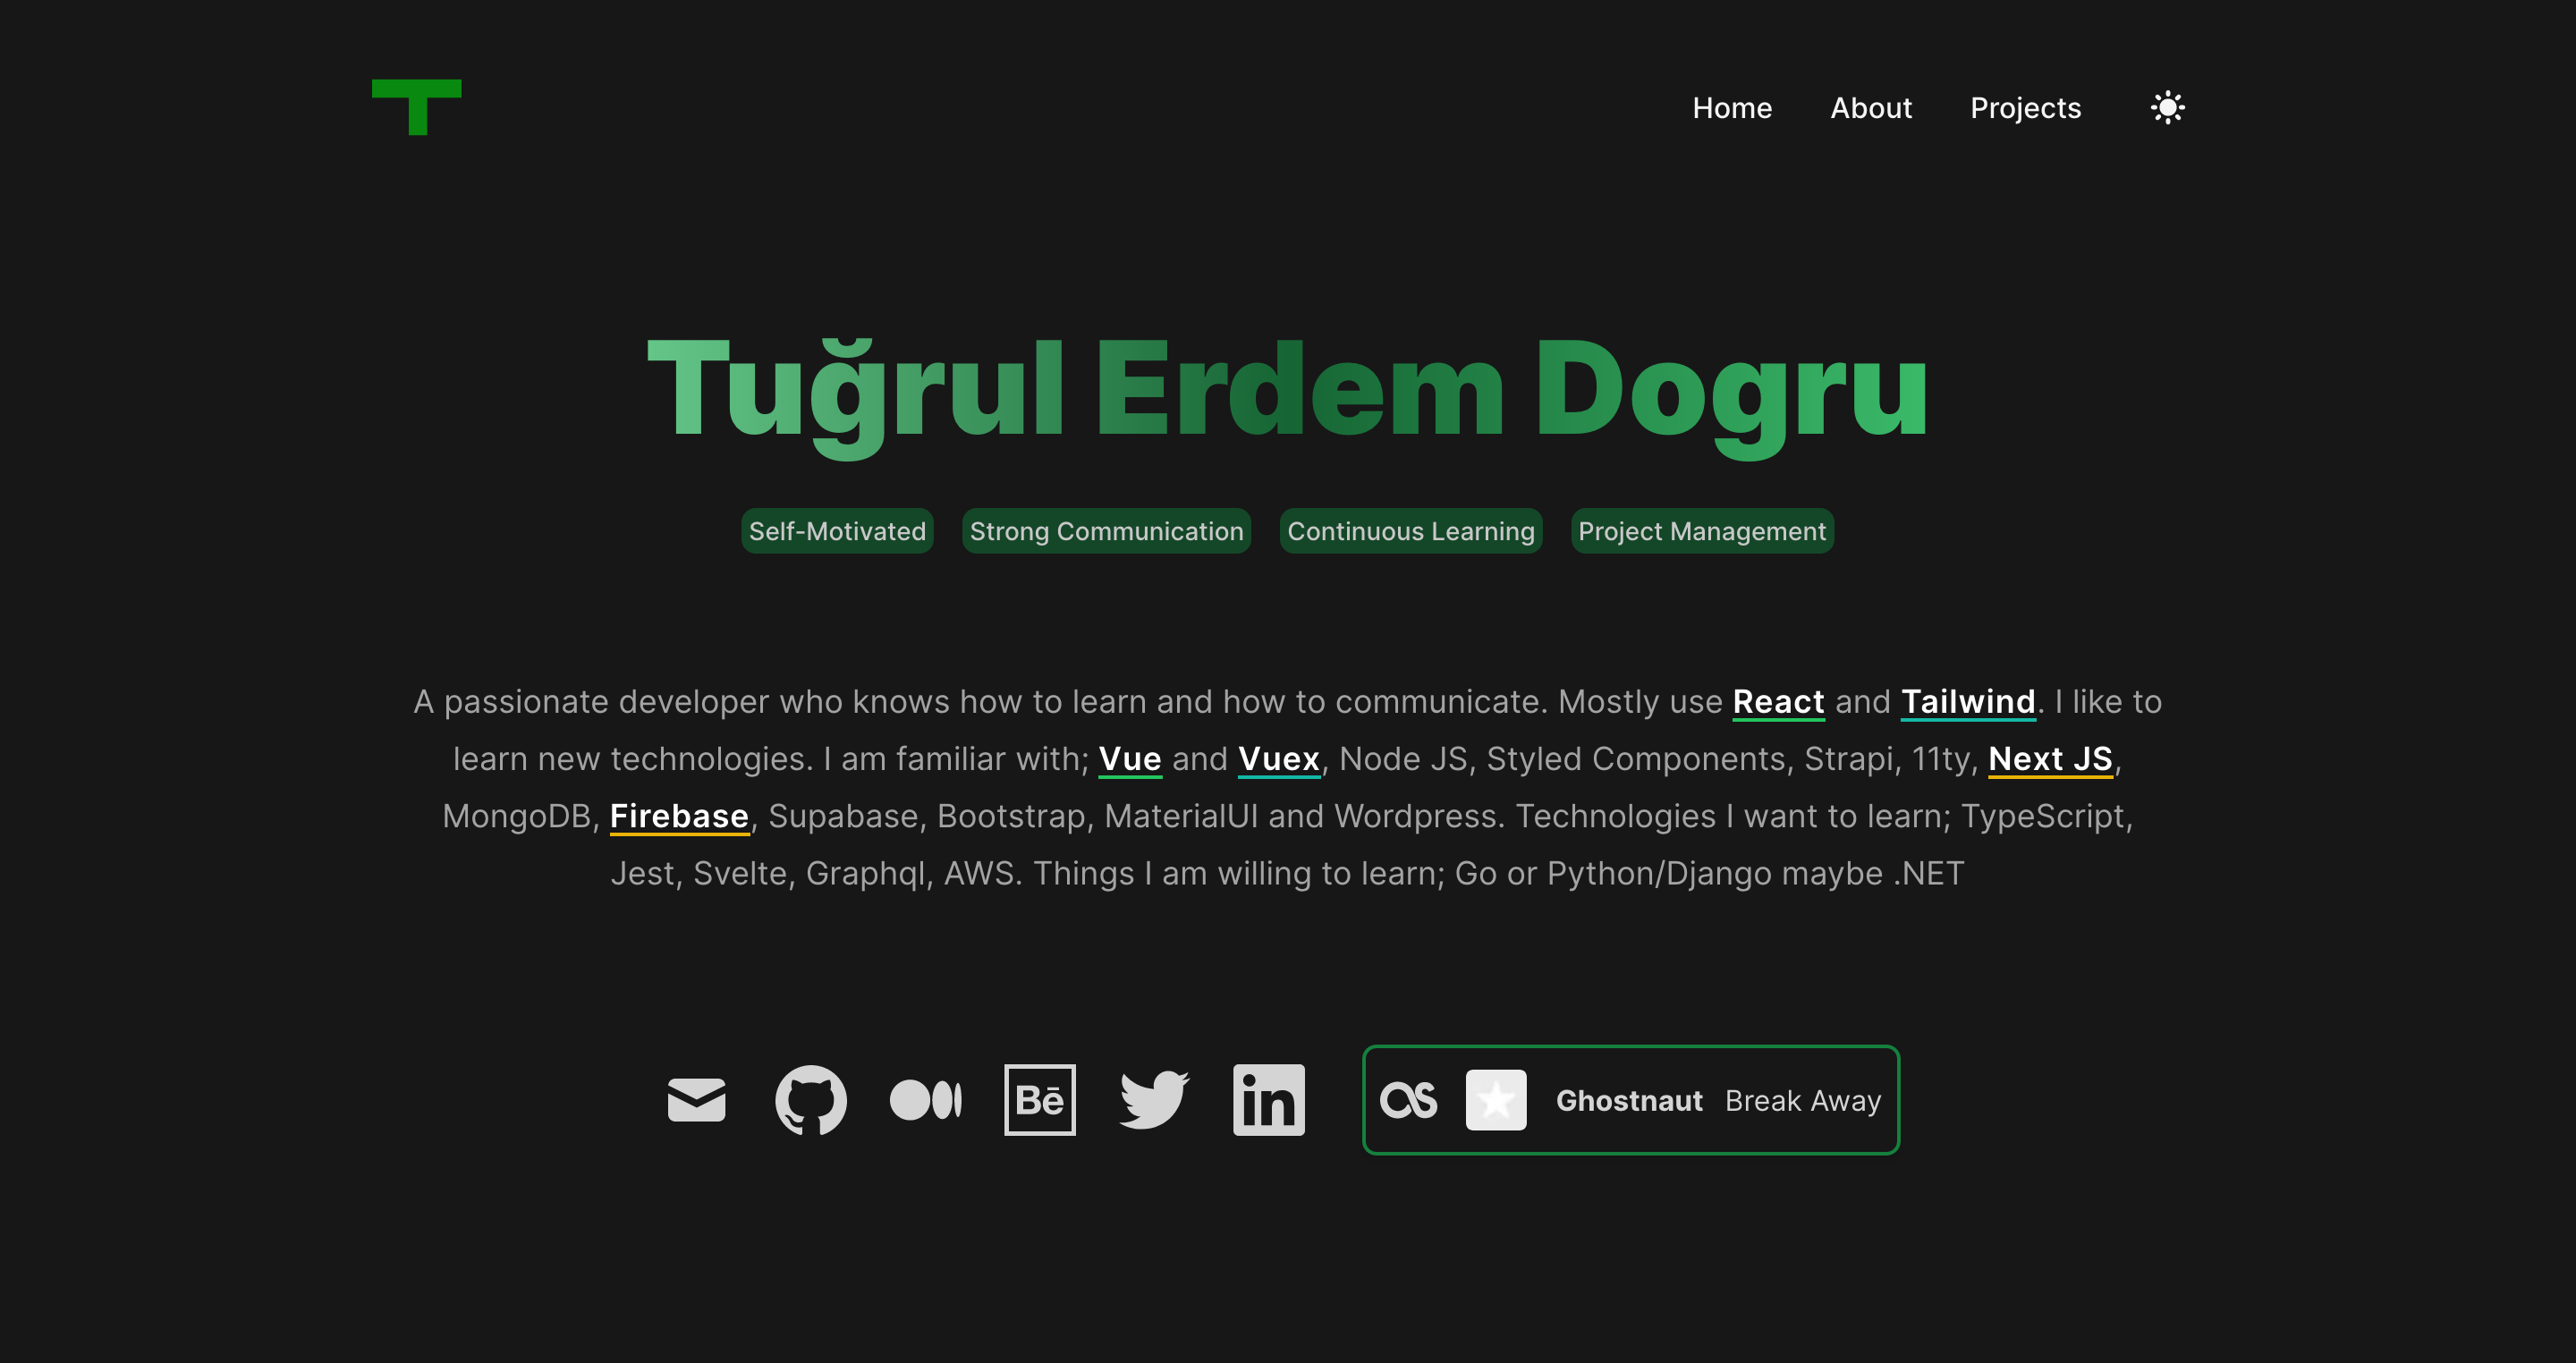 T
Home About Projects
Tuğrul Erdem Dogru
Self-Motivated Strong Communication Continuous Learning Project Management
A passionate developer who knows how to learn and how to communicate. Mostly use React and Tailwind. I like to
learn new technologies. I am familiar with; Vue and Vuex, Node JS, Styled Components, Strapi, 11ty, Next JS,
MongoDB, Firebase, Supabase, Bootstrap, MaterialUI and Wordpress. Technologies I want to learn; TypeScript,
Jest, Svelte, Graphql, AWS. Things I am willing to learn; Go or Python/Django maybe .NET
Bē in as Ghostnaut Break Away